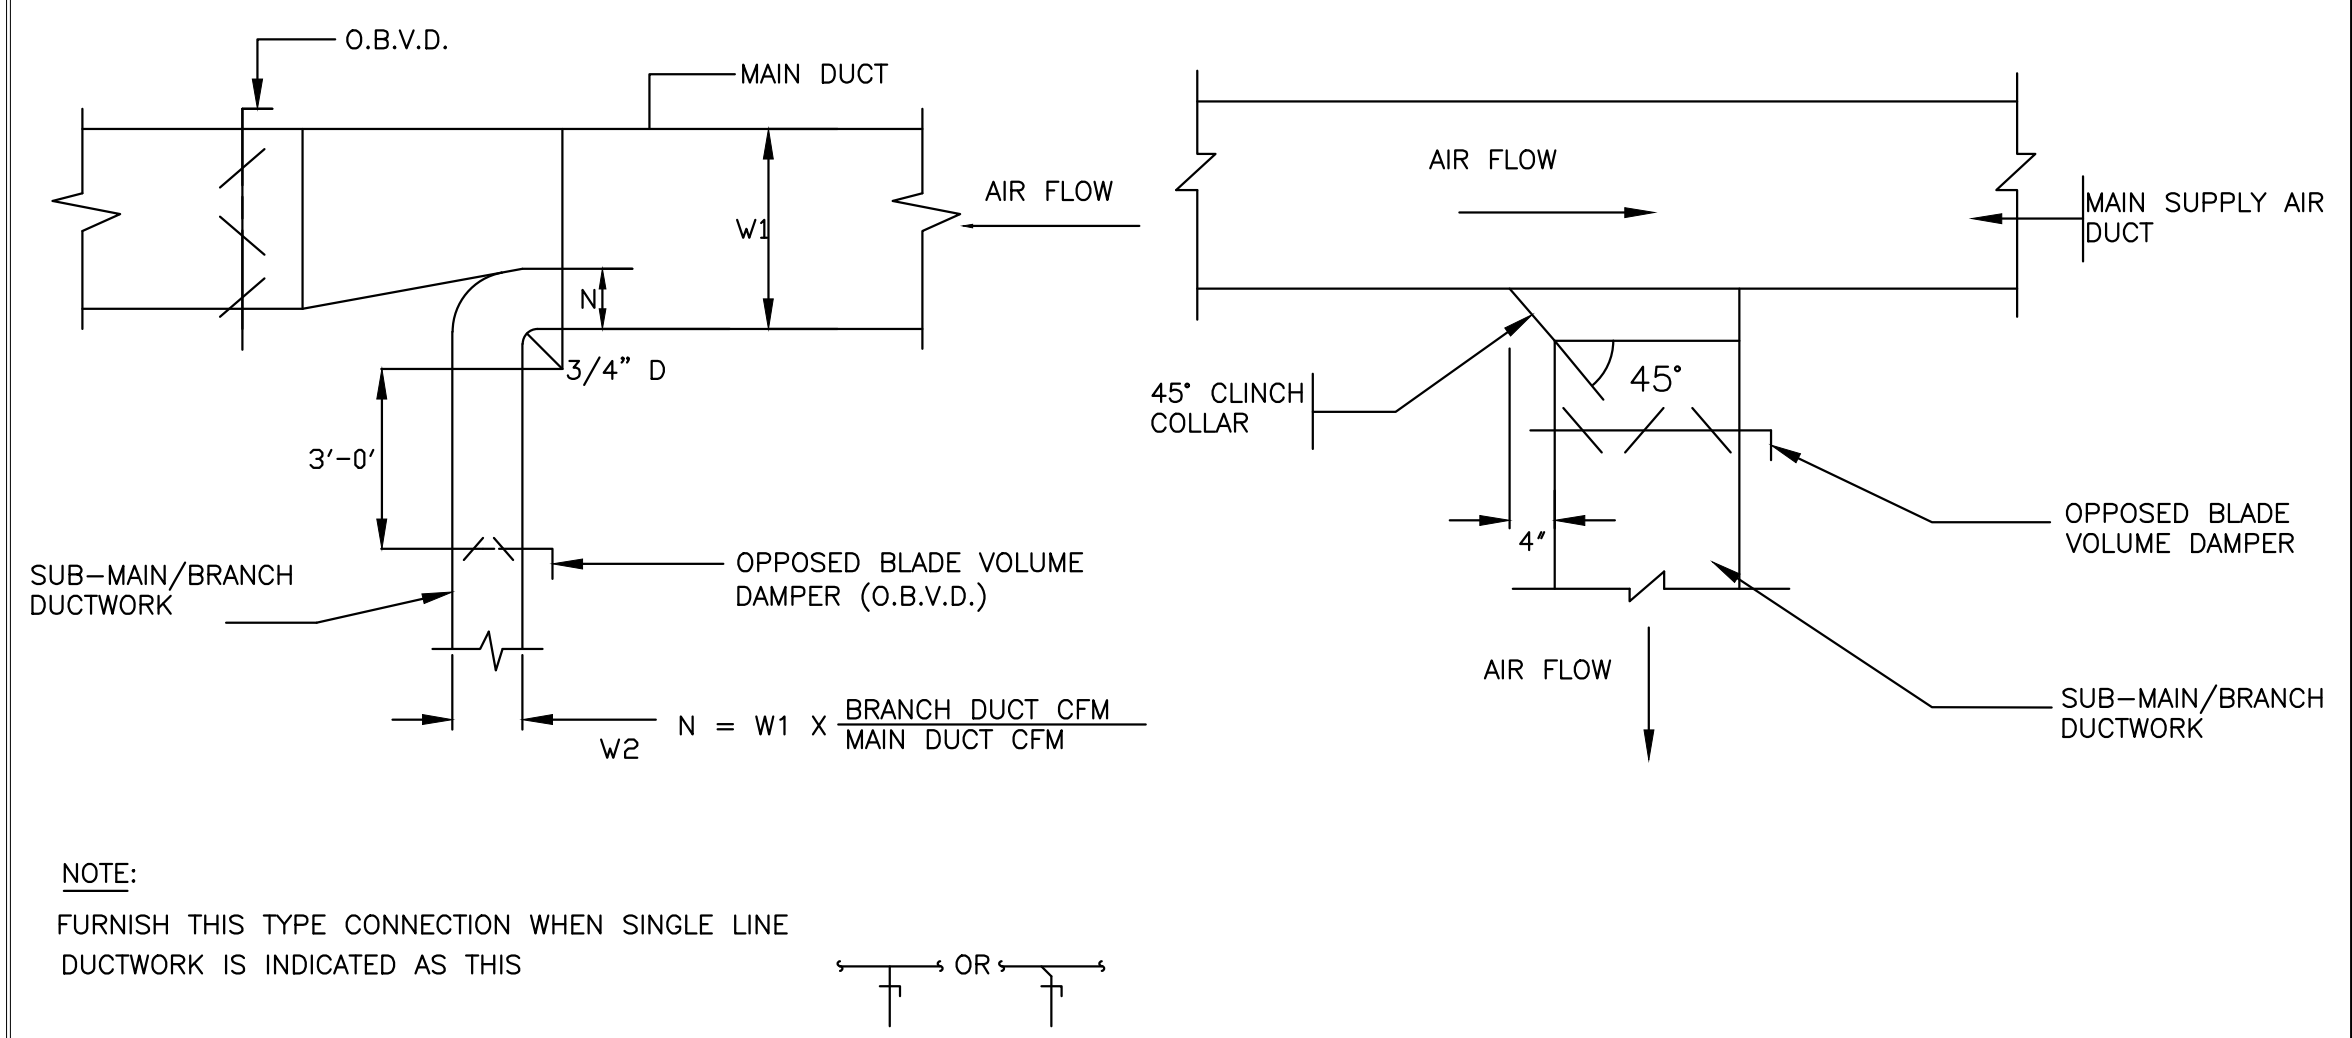 O.B.V.D.
MAIN DUCT
AIR FLOW
W1
N
3/4" D
3'-0'
SUB-MAIN/BRANCH
DUCTWORK
OPPOSED BLADE VOLUME
DAMPER (O.B.V.D.)
W2
N = W1 X BRANCH DUCT CFM
MAIN DUCT CFM
AIR FLOW
MAIN SUPPLY AIR
DUCT
45° CLINCH
COLLAR
45°
4"
OPPOSED BLADE
VOLUME DAMPER
AIR FLOW
SUB-MAIN/BRANCH
DUCTWORK
NOTE:
FURNISH THIS TYPE CONNECTION WHEN SINGLE LINE
DUCTWORK IS INDICATED AS THIS
OR